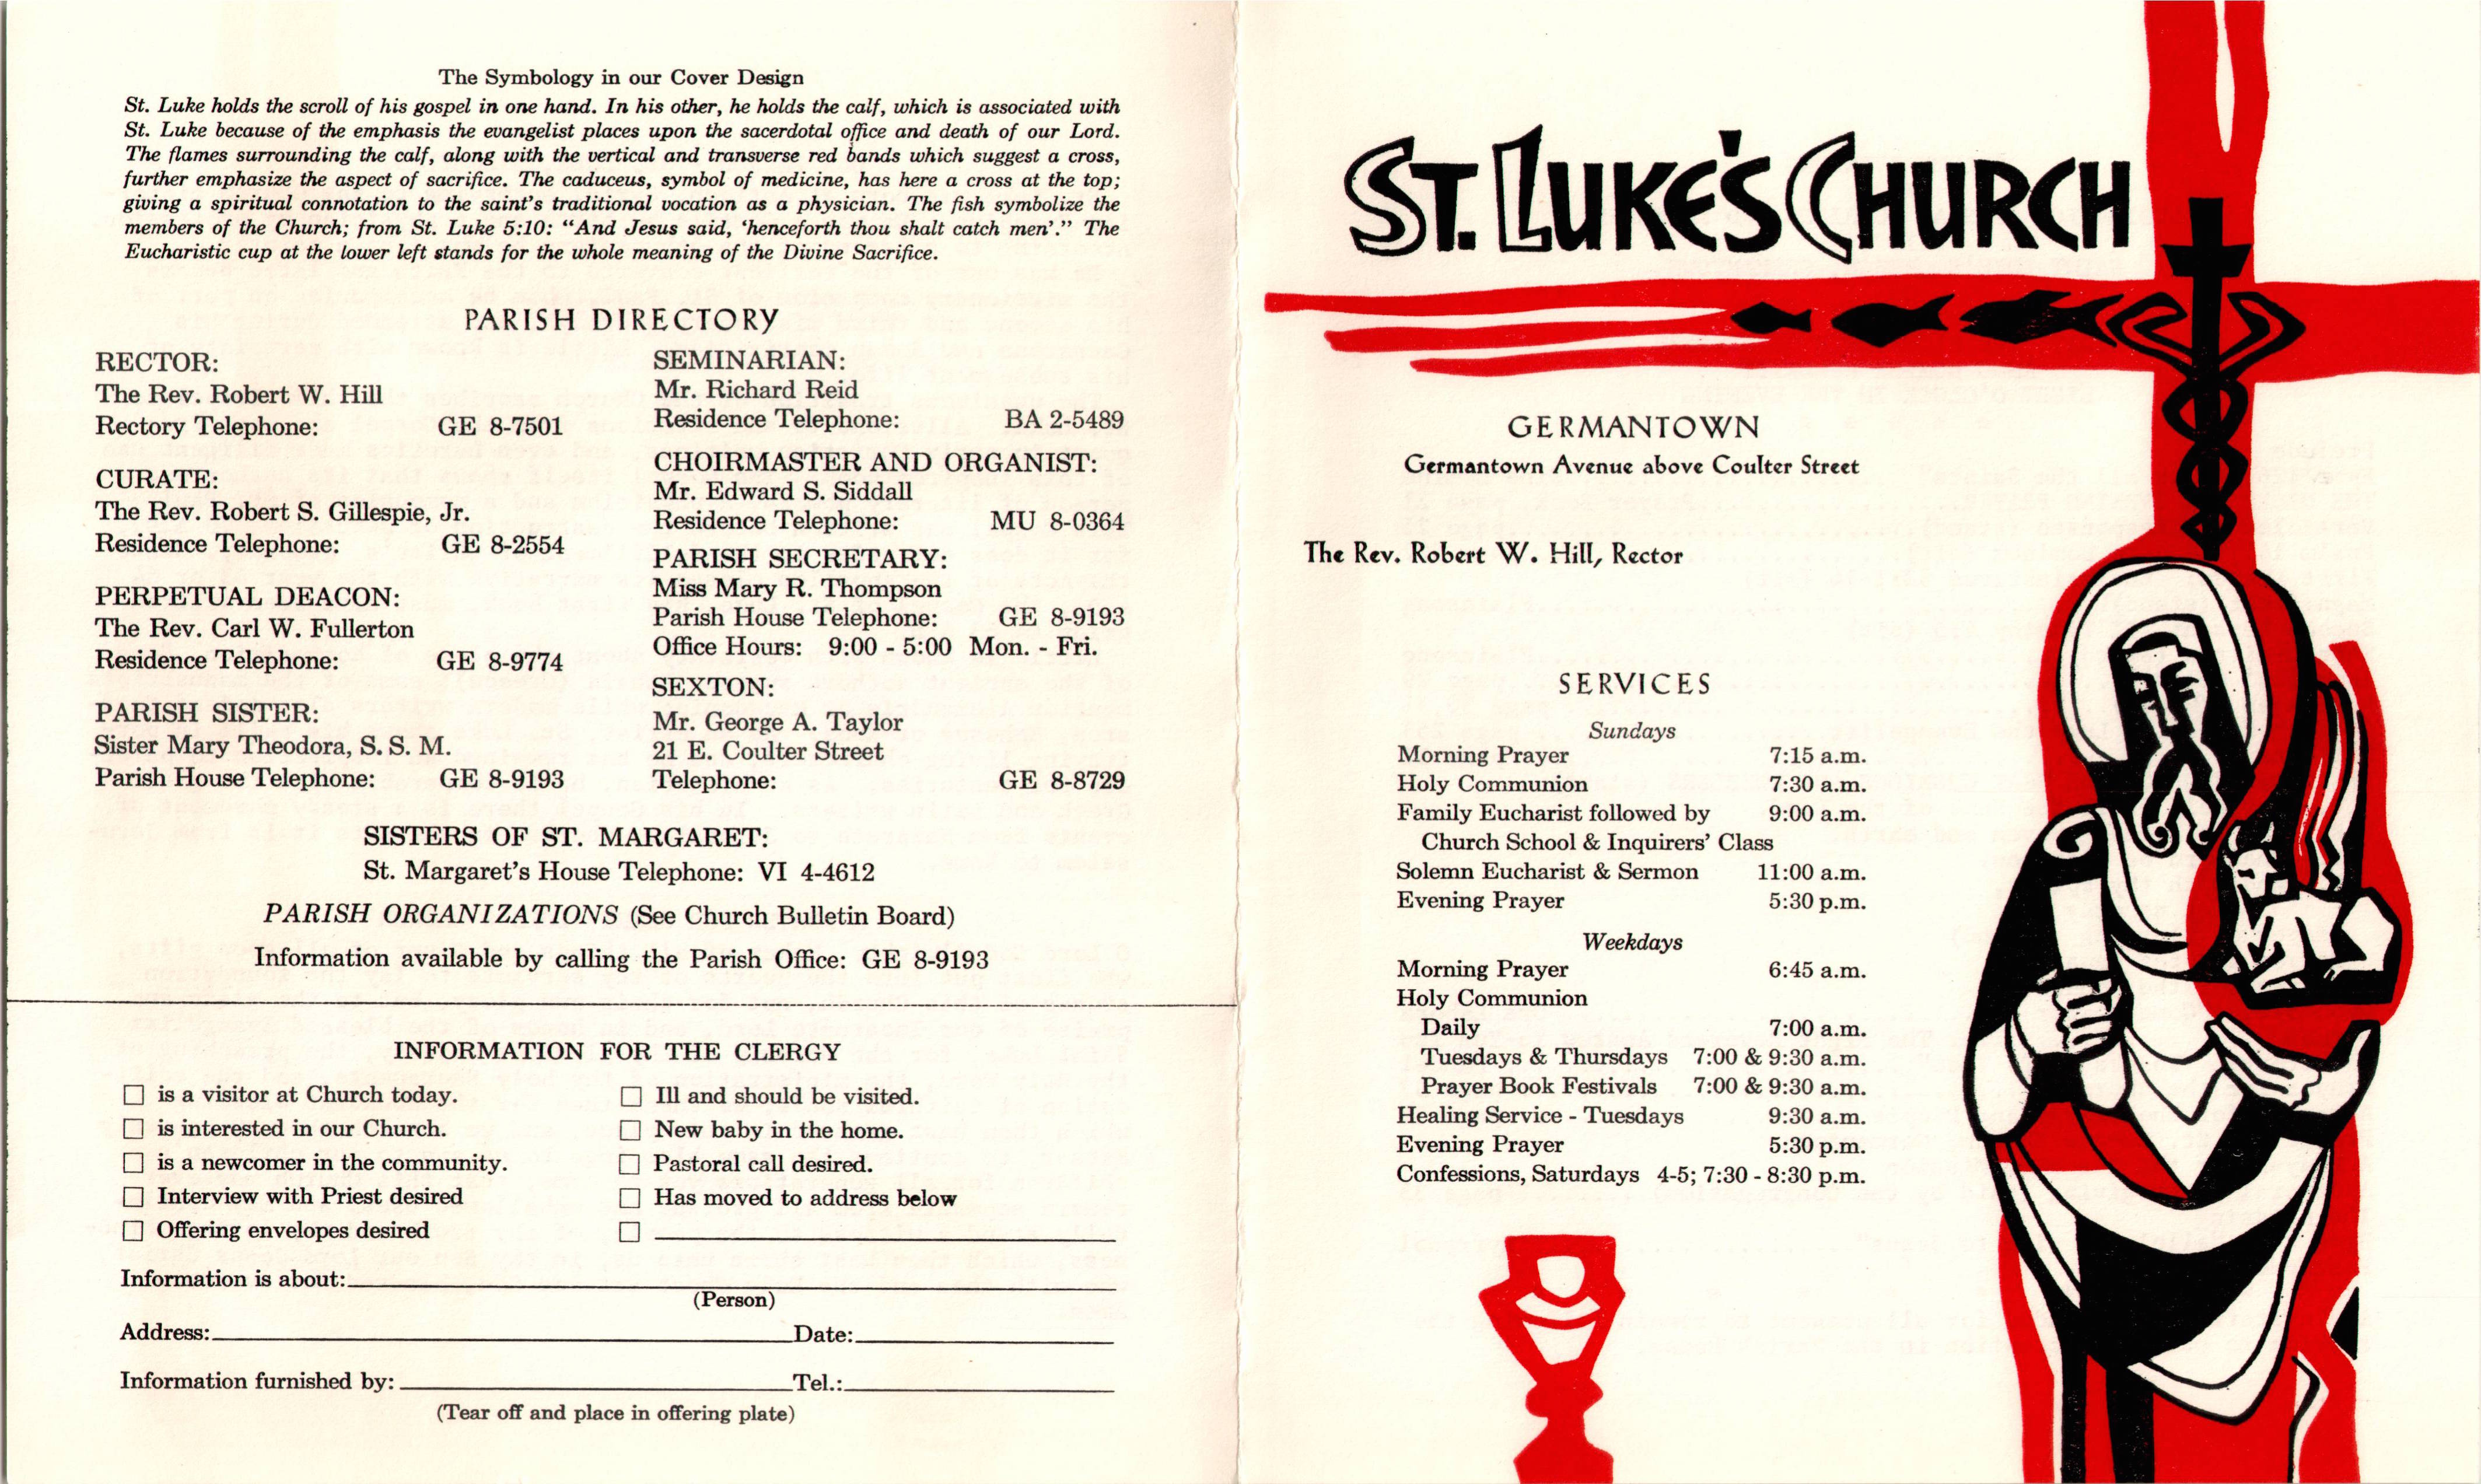 The Symbology in our Cover Design
St. Luke holds the scroll of his gospel in one hand. In his other, he holds the calf, which is associated with
St. Luke because of the emphasis the evangelist places upon the sacerdotal office and death of our Lord.
The flames surrounding the calf, along with the vertical and transverse red bands which suggest a cross,
further emphasize the aspect of sacrifice. The caduceus, symbol of medicine, has here a cross at the top;
giving a spiritual connotation to the saint's traditional vocation as a physician. The fish symbolize the
members of the Church; from St. Luke 5:10: “And Jesus said, ‘henceforth thou shalt catch men’.” The
Eucharistic cup at the lower left stands for the whole meaning of the Divine Sacrifice.
PARISH DIRECTORY
RECTOR:
The Rev. Robert W. Hill
Rectory Telephone: GE 8-7501
CURATE:
The Rev. Robert S. Gillespie, Jr.
Residence Telephone: GE 8-2554
PERPETUAL DEACON:
The Rev. Carl W. Fullerton
Residence Telephone: GE 8-9774
PARISH SISTER:
Sister Mary Theodora, S. S. M.
Parish House Telephone: GE 8-9193
SEMINARIAN:
Mr. Richard Reid
Residence Telephone: BA 2-5489
CHOIRMASTER AND ORGANIST:
Mr. Edward S. Siddall
Residence Telephone: MU 8-0364
PARISH SECRETARY:
Miss Mary R. Thompson
Parish House Telephone: GE 8-9193
Office Hours: 9:00 - 5:00 Mon. - Fri.
SEXTON:
Mr. George A. Taylor
21 E. Coulter Street
Telephone: GE 8-8729
SISTERS OF ST. MARGARET:
St. Margaret's House Telephone: VI 4-4612
PARISH ORGANIZATIONS (See Church Bulletin Board)
Information available by calling the Parish Office: GE 8-9193
INFORMATION FOR THE CLERGY
is a visitor at Church today.
is interested in our Church.
is a newcomer in the community.
Interview with Priest desired
Offering envelopes desired
Ill and should be visited.
New baby in the home.
Pastoral call desired.
Has moved to address below
Information is about:
(Person)
Address: Date:
Information furnished by: Tel.:
(Tear off and place in offering plate)
ST. LUKE'S CHURCH
GERMANTOWN
Germantown Avenue above Coulter Street
The Rev. Robert W. Hill, Rector
SERVICES
Sundays
Morning Prayer 7:15 a.m.
Holy Communion 7:30 a.m.
Family Eucharist followed by 9:00 a.m.
Church School & Inquirers' Class
Solemn Eucharist & Sermon 11:00 a.m.
Evening Prayer 5:30 p.m.
Weekdays
Morning Prayer 6:45 a.m.
Holy Communion
Daily 7:00 a.m.
Tuesdays & Thursdays 7:00 & 9:30 a.m.
Prayer Book Festivals 7:00 & 9:30 a.m.
Healing Service - Tuesdays 9:30 a.m.
Evening Prayer 5:30 p.m.
Confessions, Saturdays 4-5; 7:30 - 8:30 p.m.